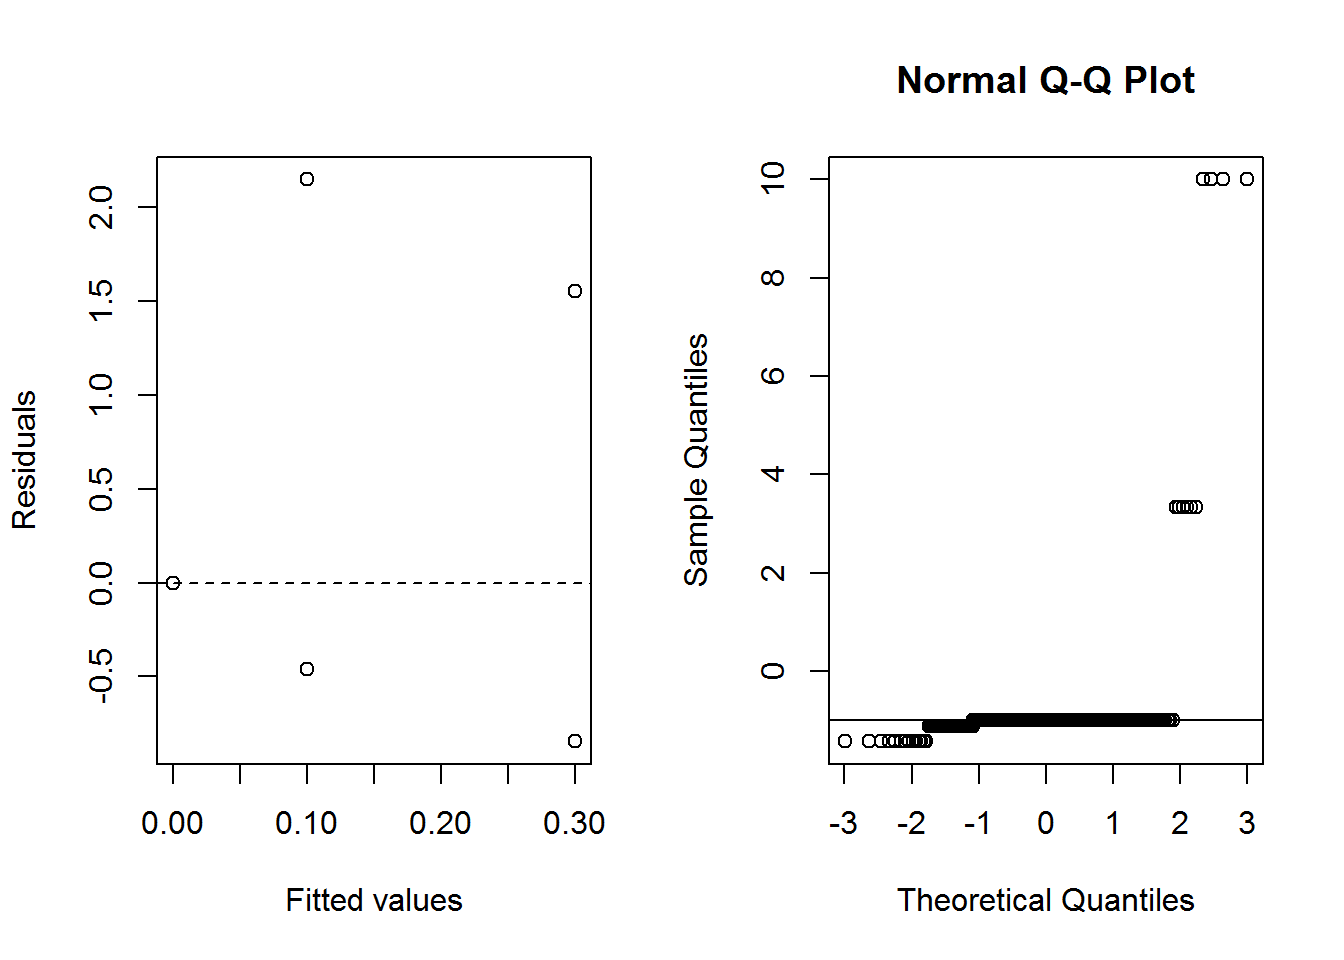 Residuals
2.0
1.5
1.0
0.5
0.0
-0.5
0.00 0.10 0.20 0.30
Fitted values
Normal Q-Q Plot
Sample Quantiles
10
8
6
4
2
0
-3 -2 -1 0 1 2 3
Theoretical Quantiles